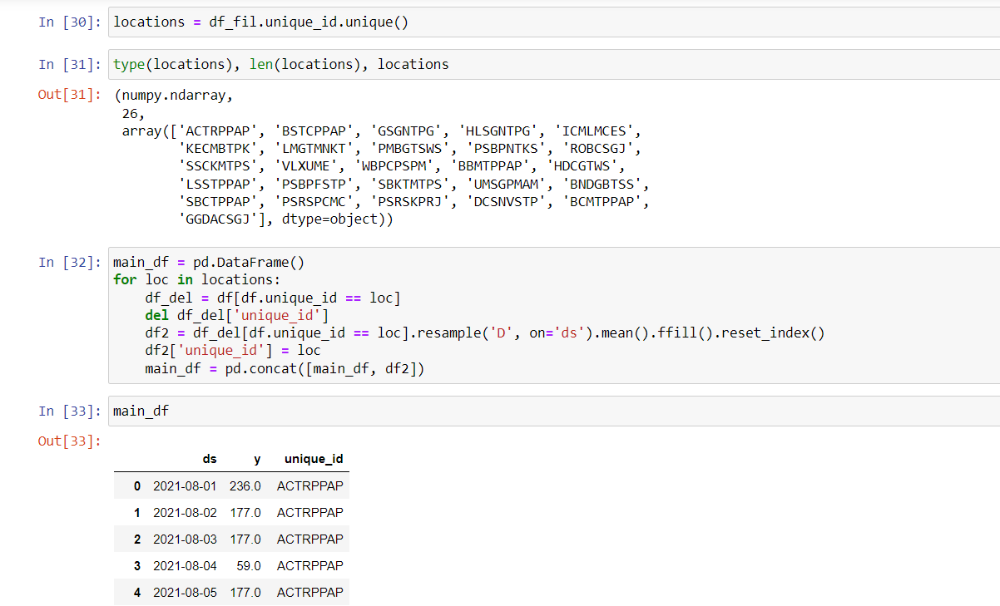 In [30]: locations = df_fil.unique_id.unique()
In [31]: type(locations), len(locations), locations
Out[31]: (numpy.ndarray,
26,
array(['ACTRPPAP', 'BSTCPPAP', 'GSGNTPG', 'HLSGNTPG', 'ICMLMCES',
'KECMBTPK', 'LMGTMNKT', 'PMBGTSWS', 'PSBPNTKS', 'ROBCSGJ',
'SSCKMTPS', 'VLXUME', 'WBPCPSPM', 'BBMTPPAP', 'HDCGTWS',
'LSSTPPAP', 'PSBPFSTP', 'SBKTMTPS', 'UMSGPMAM', 'BNDGBTSS',
'SBCTPPAP', 'PSRSPCMC', 'PSRSKPRJ', 'DCSNVSTP', 'BCMTPPAP',
'GGDACSGJ'], dtype=object))
In [32]: main_df = pd.DataFrame()
for loc in locations:
df_del = df[df.unique_id == loc]
del df_del['unique_id']
df2 = df_del[df.unique_id == loc].resample('D', on='ds').mean().ffill().reset_index()
df2['unique_id'] = loc
main_df = pd.concat([main_df, df2])
In [33]: main_df
Out[33]:
ds y unique_id
0 2021-08-01 236.0 ACTRPPAP
1 2021-08-02 177.0 ACTRPPAP
2 2021-08-03 177.0 ACTRPPAP
3 2021-08-04 59.0 ACTRPPAP
4 2021-08-05 177.0 ACTRPPAP